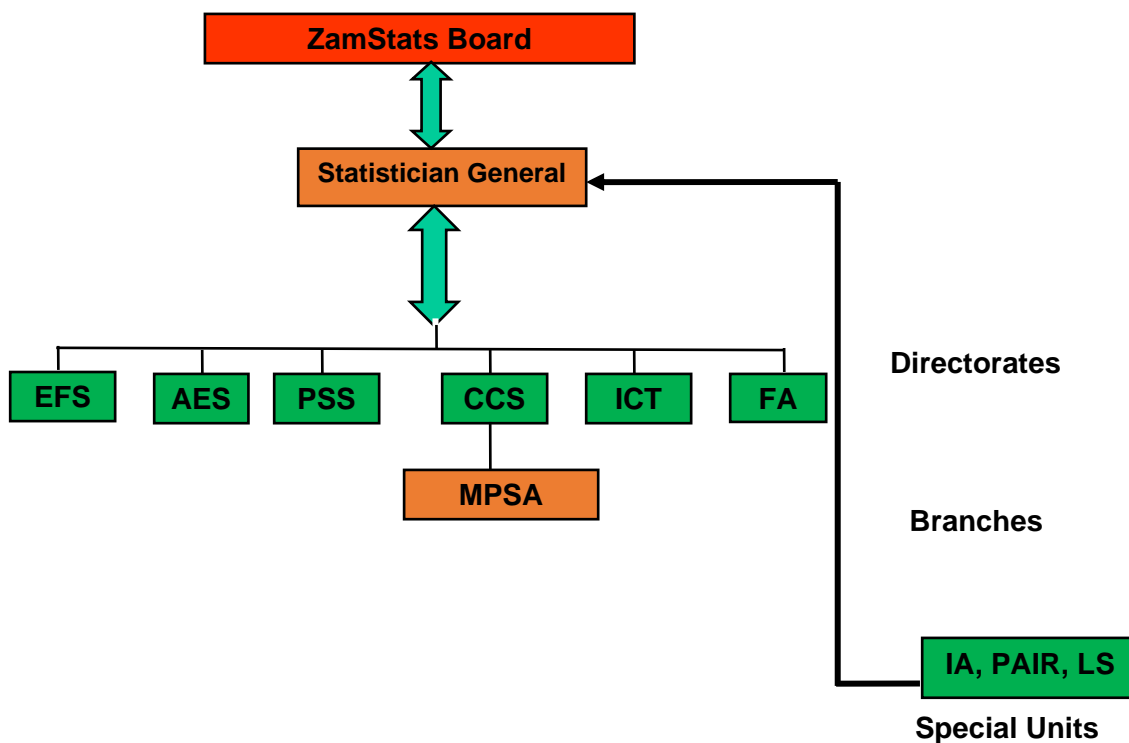 ZamStats Board
Statistician General
Directorates
EFS
AES
PSS
CCS
ICT
FA
MPSA
Branches
IA, PAIR, LS
Special Units